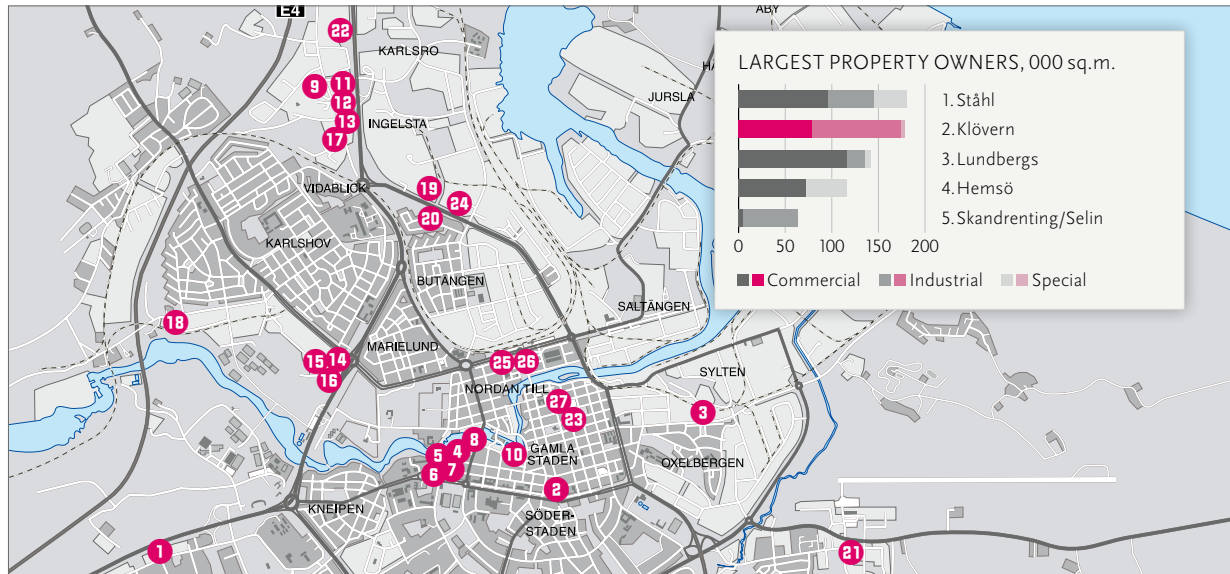 E4
ÅBY
22
KARLSRO
9
11
12
13
INGELSTA
17
JURSLA
VIDABLICK
19
24
20
KARLSHOV
BUTÄNGEN
SALTÄNGEN
18
MARIELUND
15
14
16
25
26
NORDAN TILL
SYLTEN
27
23
3
8
5
4
10
GAMLA
STADEN
6
7
OXELBERGEN
2
KNEIPEN
SÖDER-
STADEN
1
21
LARGEST PROPERTY OWNERS, 000 sq.m.
1. Ståhl
2. Klövern
3. Lundbergs
4. Hemsö
5. Skandrenting/Selin
0 50 100 150 200
Commercial Industrial Special